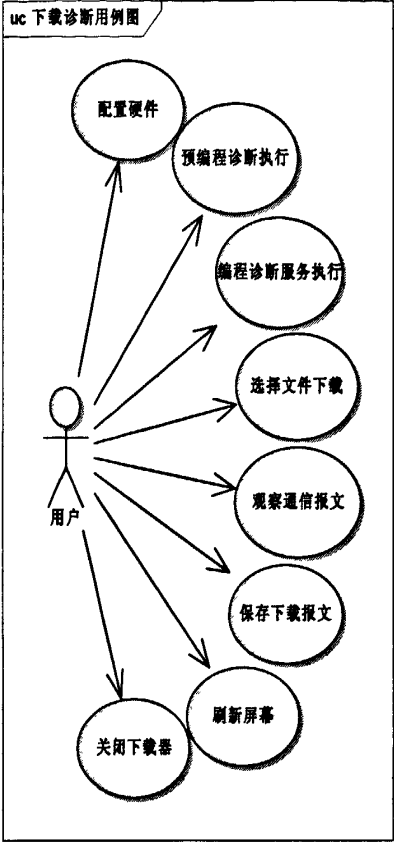 uc 下载诊断用例图
配置硬件
预编程诊断执行
编程诊断服务执行
选择文件下载
观察通信报文
用户
保存下载报文
刷新屏幕
关闭下载器